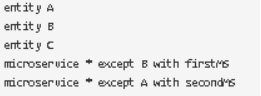 entity A
entity B
entity C
microservice * except B with firstMS
microservice * except A with secondMS